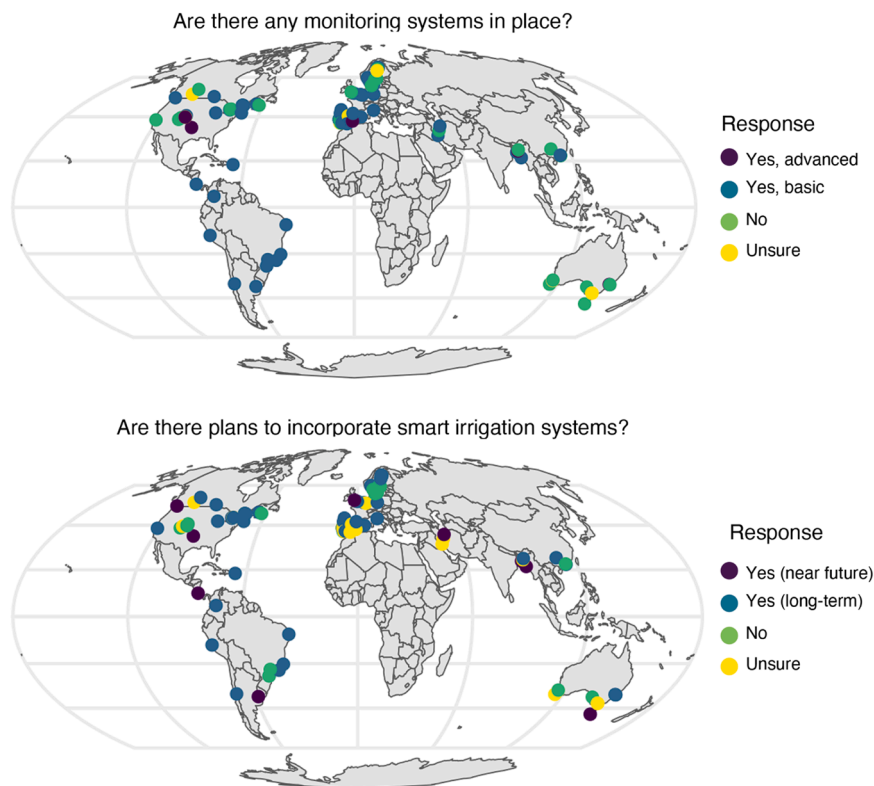 Are there any monitoring systems in place?
Response
Yes, advanced
Yes, basic
No
Unsure
Are there plans to incorporate smart irrigation systems?
Response
Yes (near future)
Yes (long-term)
No
Unsure